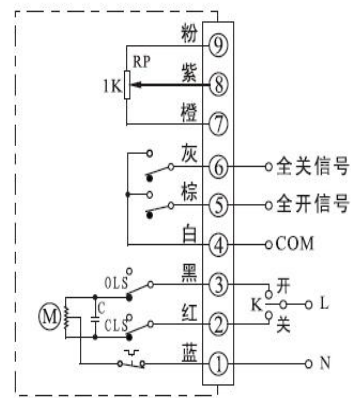 粉 ⑨
RP 紫 ⑧
1K
橙 ⑦
灰 ⑥ 全关信号
棕 ⑤ 全开信号
白 ④ COM
OLS 黑 ③ 开
M C K L
CLS 红 ② 关
蓝 ① N